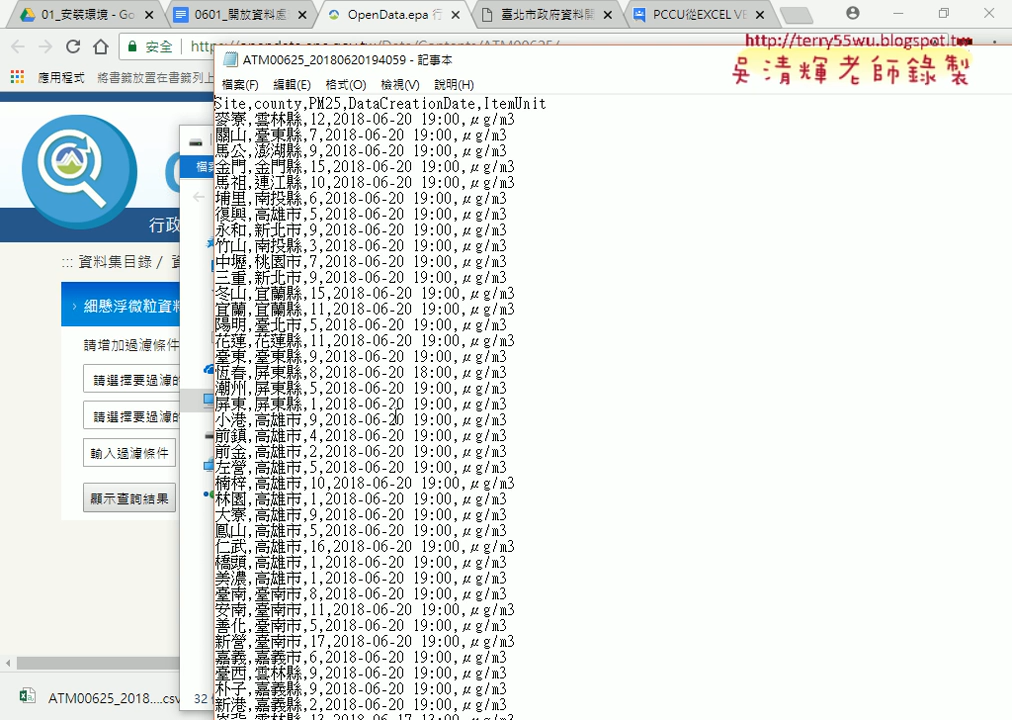 01_安裝環境 - Go
0601_開放資料處
OpenData.epa 行
臺北市政府資料開
PCCU從EXCEL VB
安全
http://terry55wu.blogspot.tw
吳清輝老師錄製
應用程式
將書籤放置在書籤列上
ATM00625_20180620194059 - 記事本
檔案(F) 編輯(E) 格式(O) 檢視(V) 說明(H)
Site,county,PM25,DataCreationDate,ItemUnit
麥寮,雲林縣,12,2018-06-20 19:00,μg/m3
關山,臺東縣,7,2018-06-20 19:00,μg/m3
馬公,澎湖縣,9,2018-06-20 19:00,μg/m3
金門,金門縣,15,2018-06-20 19:00,μg/m3
馬祖,連江縣,10,2018-06-20 19:00,μg/m3
埔里,南投縣,6,2018-06-20 19:00,μg/m3
復興,高雄市,5,2018-06-20 19:00,μg/m3
永和,新北市,9,2018-06-20 19:00,μg/m3
竹山,南投縣,3,2018-06-20 19:00,μg/m3
中壢,桃園市,7,2018-06-20 19:00,μg/m3
三重,新北市,9,2018-06-20 19:00,μg/m3
冬山,宜蘭縣,15,2018-06-20 19:00,μg/m3
宜蘭,宜蘭縣,11,2018-06-20 19:00,μg/m3
陽明,臺北市,5,2018-06-20 19:00,μg/m3
花蓮,花蓮縣,11,2018-06-20 19:00,μg/m3
臺東,臺東縣,9,2018-06-20 19:00,μg/m3
恆春,屏東縣,8,2018-06-20 18:00,μg/m3
潮州,屏東縣,5,2018-06-20 19:00,μg/m3
屏東,屏東縣,1,2018-06-20 19:00,μg/m3
小港,高雄市,9,2018-06-20 19:00,μg/m3
前鎮,高雄市,4,2018-06-20 19:00,μg/m3
前金,高雄市,2,2018-06-20 19:00,μg/m3
左營,高雄市,5,2018-06-20 19:00,μg/m3
楠梓,高雄市,10,2018-06-20 19:00,μg/m3
林園,高雄市,1,2018-06-20 19:00,μg/m3
大寮,高雄市,9,2018-06-20 19:00,μg/m3
鳳山,高雄市,5,2018-06-20 19:00,μg/m3
仁武,高雄市,16,2018-06-20 19:00,μg/m3
橋頭,高雄市,1,2018-06-20 19:00,μg/m3
美濃,高雄市,1,2018-06-20 19:00,μg/m3
臺南,臺南市,8,2018-06-20 19:00,μg/m3
安南,臺南市,11,2018-06-20 19:00,μg/m3
善化,臺南市,5,2018-06-20 19:00,μg/m3
新營,臺南市,17,2018-06-20 19:00,μg/m3
嘉義,嘉義市,6,2018-06-20 19:00,μg/m3
臺西,雲林縣,9,2018-06-20 19:00,μg/m3
朴子,嘉義縣,9,2018-06-20 19:00,μg/m3
新港,嘉義縣,2,2018-06-20 19:00,μg/m3
行政
::: 資料集目錄 / 資
細懸浮微粒資料
請增加過濾條件
請選擇要過濾的
請選擇要過濾的
輸入過濾條件
顯示查詢結果
檔案
ATM00625_2018....csv
32